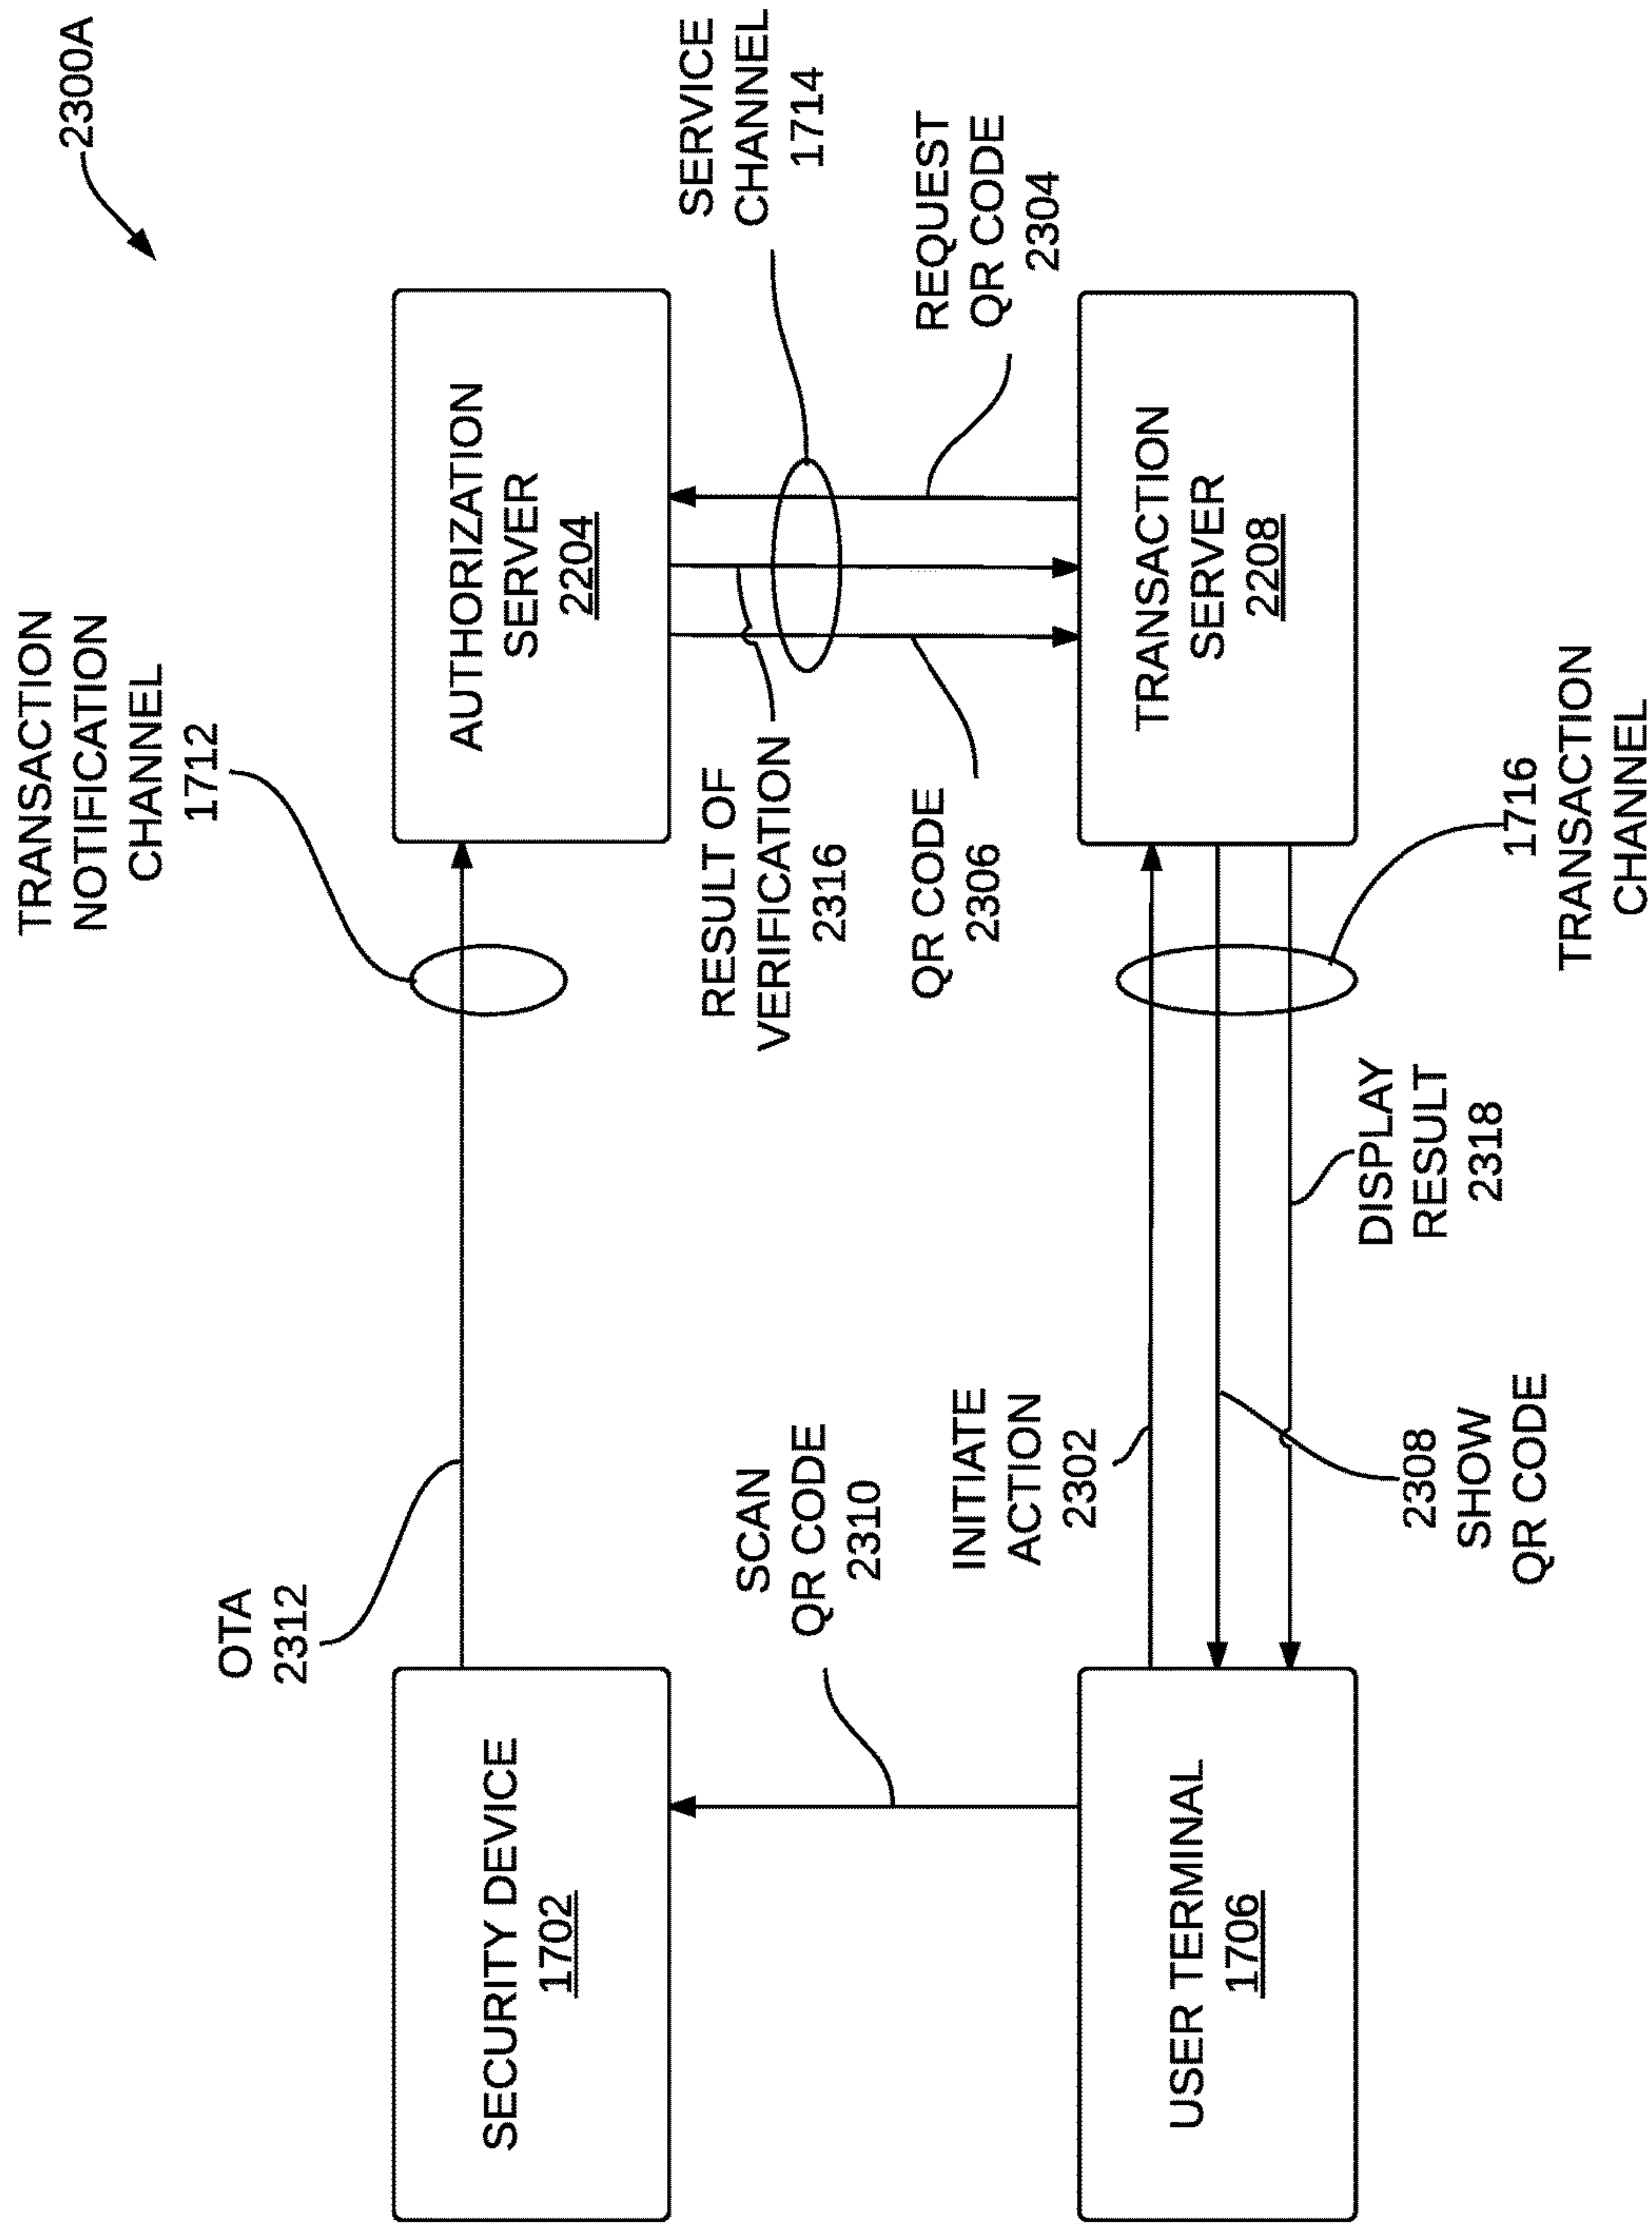 2300A
TRANSACTION
NOTIFICATION
CHANNEL
1712
OTA
2312
SECURITY DEVICE
1702
AUTHORIZATION
SERVER
2204
SERVICE
CHANNEL
1714
SCAN
QR CODE
2310
RESULT OF
VERIFICATION
2316
QR CODE
2306
REQUEST
QR CODE
2304
INITIATE
ACTION
2302
USER TERMINAL
1706
TRANSACTION
SERVER
2208
2308
SHOW
QR CODE
DISPLAY
RESULT
2318
1716
TRANSACTION
CHANNEL